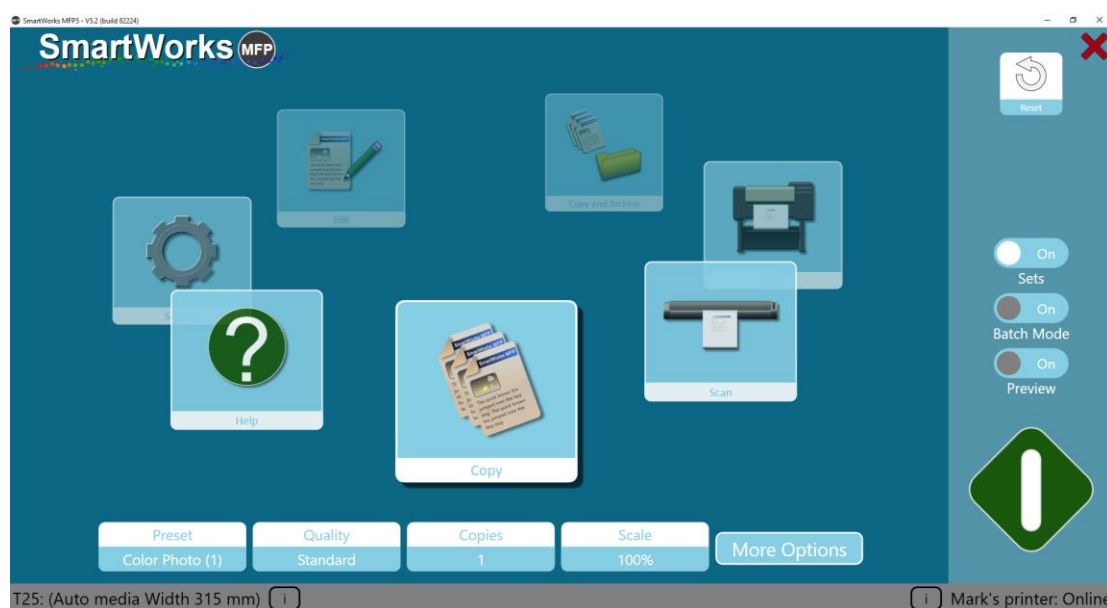 SmartWorks MFP5 - V5.2 (build 82224)
SmartWorks MFP
Reset
Edit
Copy and Archive
Help
Copy
Scan
On
Sets
On
Batch Mode
On
Preview
Preset
Color Photo (1)
Quality
Standard
Copies
1
Scale
100%
More Options
T25: (Auto media Width 315 mm) i
i Mark's printer: Online